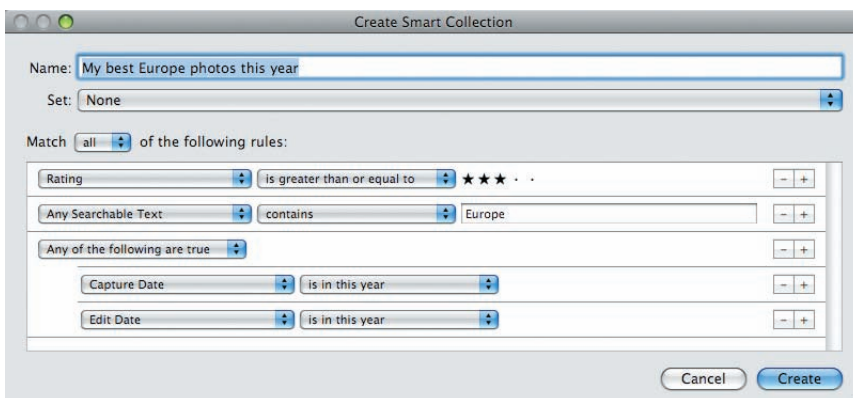 Create Smart Collection
Name: My best Europe photos this year
Set: None
Match all of the following rules:
Rating is greater than or equal to ★★★ · ·  - +
Any Searchable Text contains Europe - +
Any of the following are true - +
Capture Date is in this year - +
Edit Date is in this year - +
Cancel Create